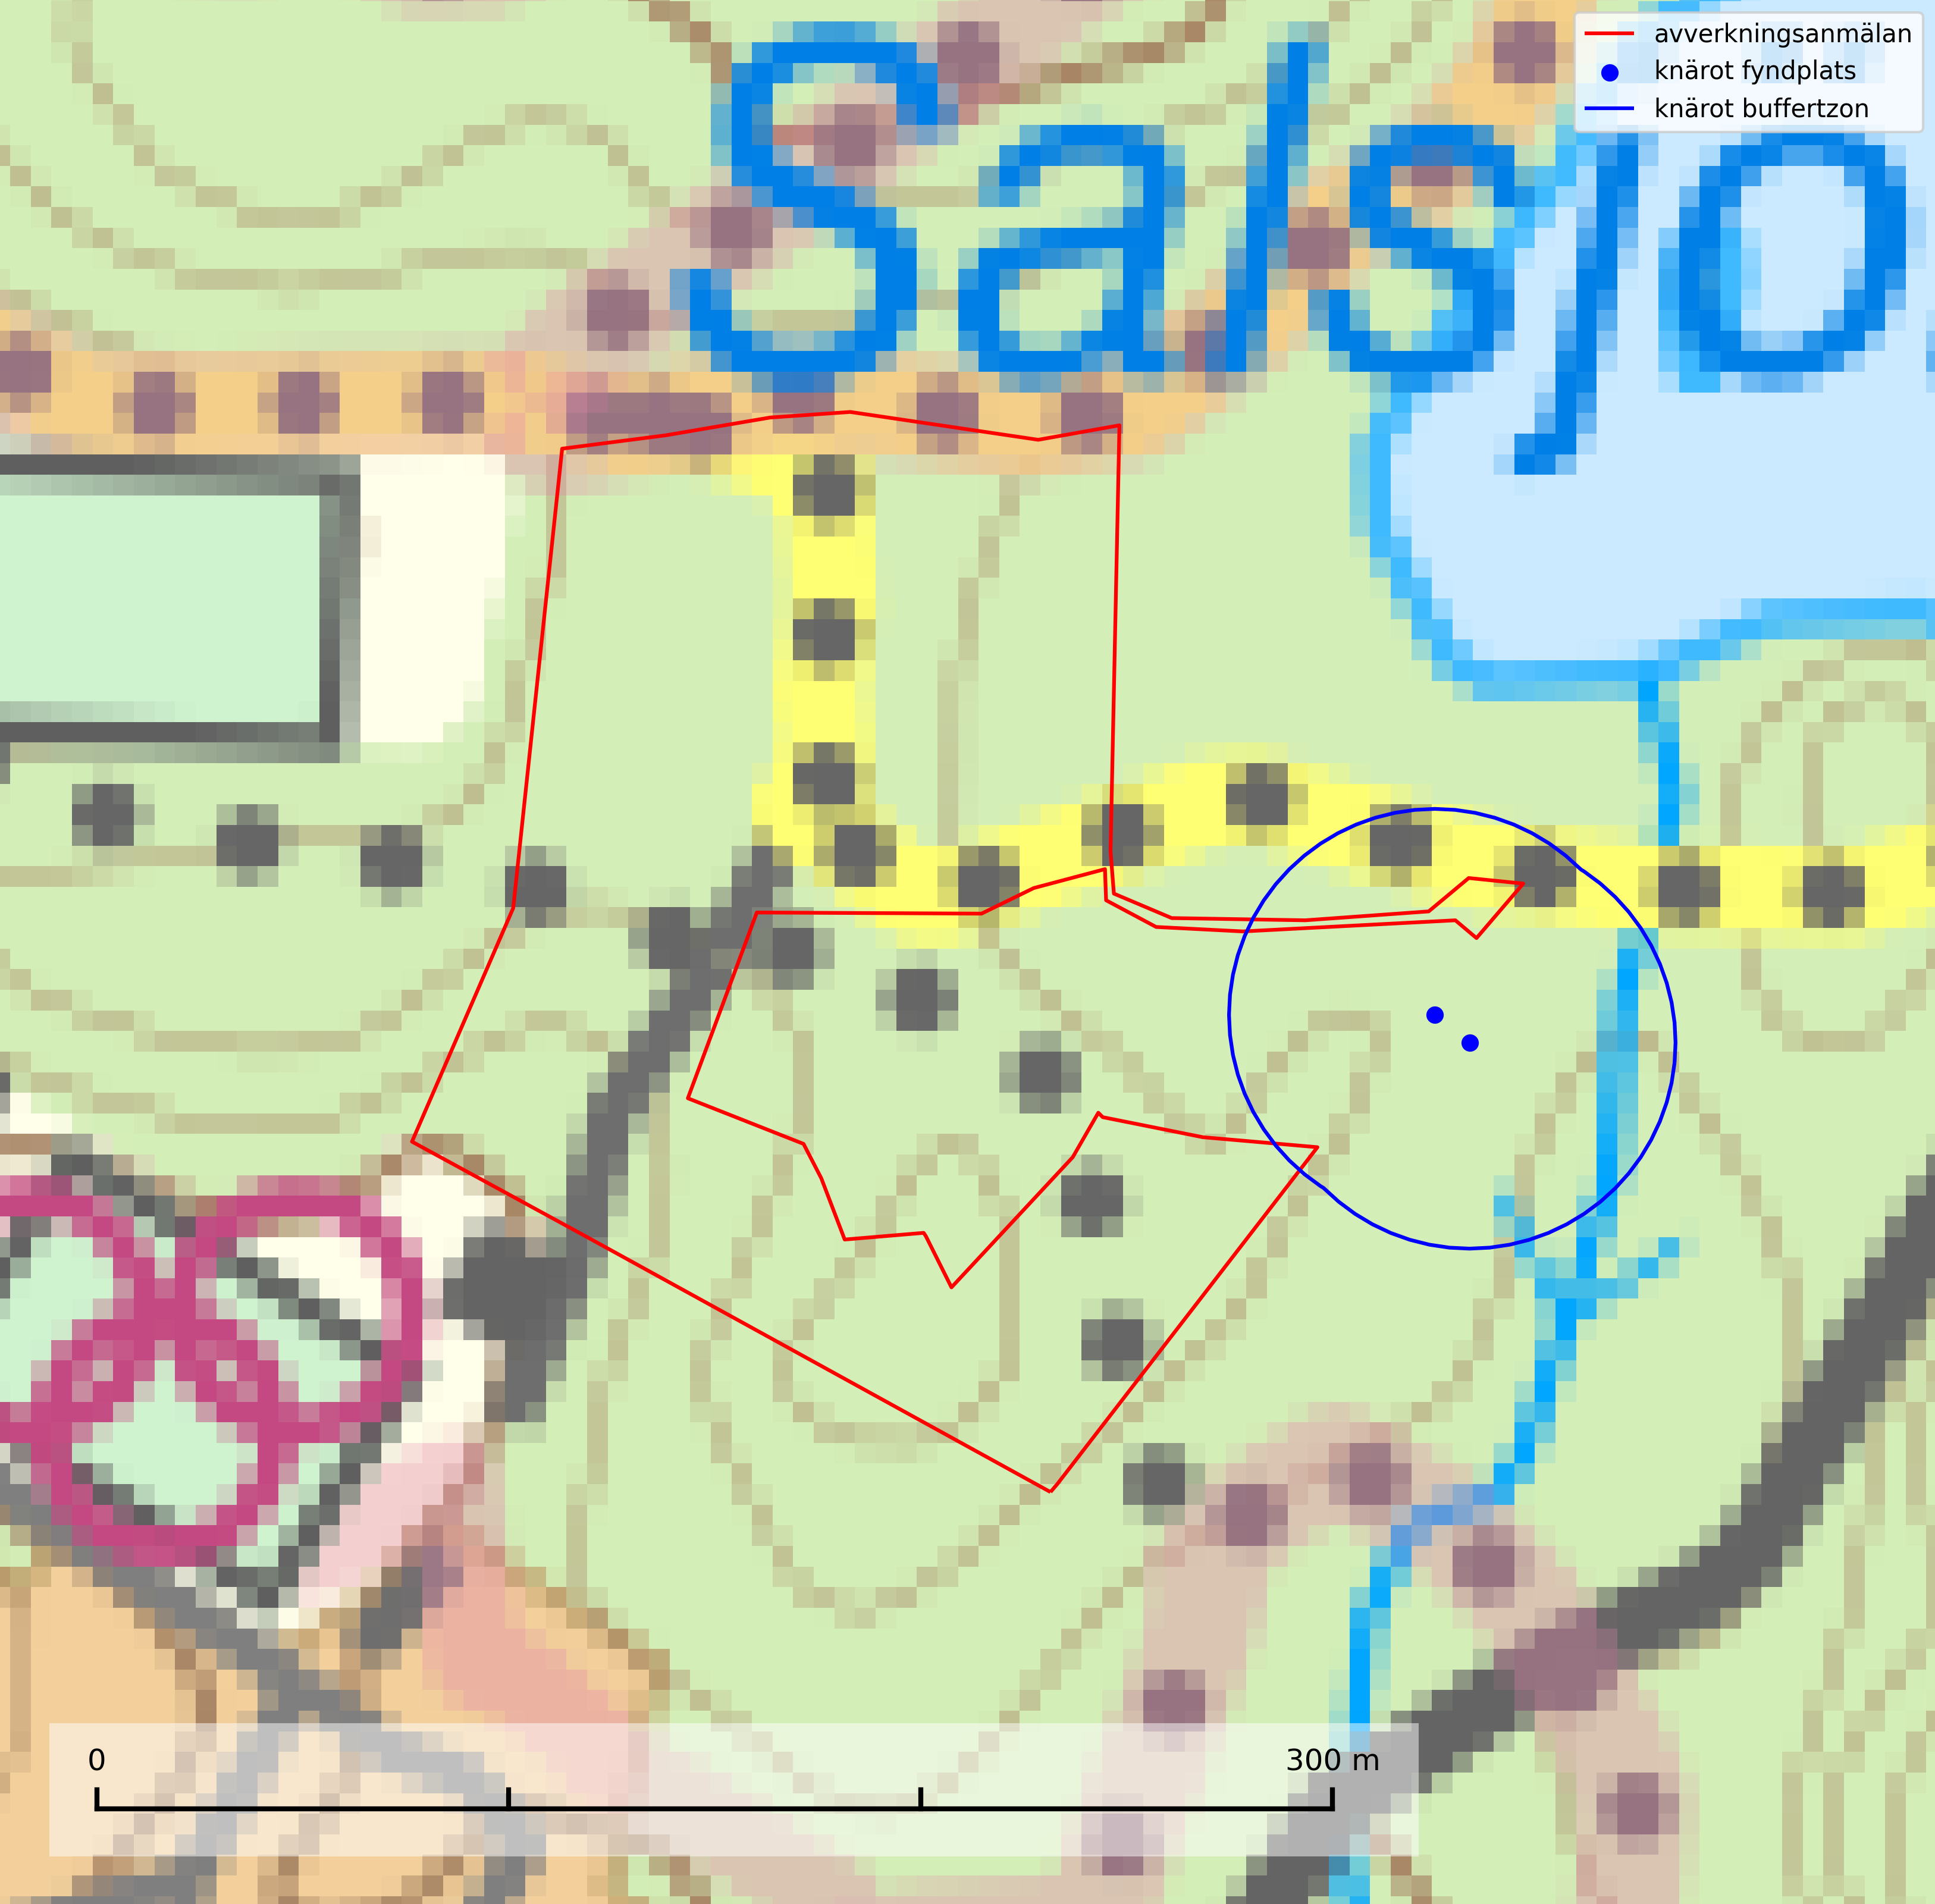 avverkningsanmälan
knärot fyndplats
knärot buffertzon
Salsjö
0
300 m